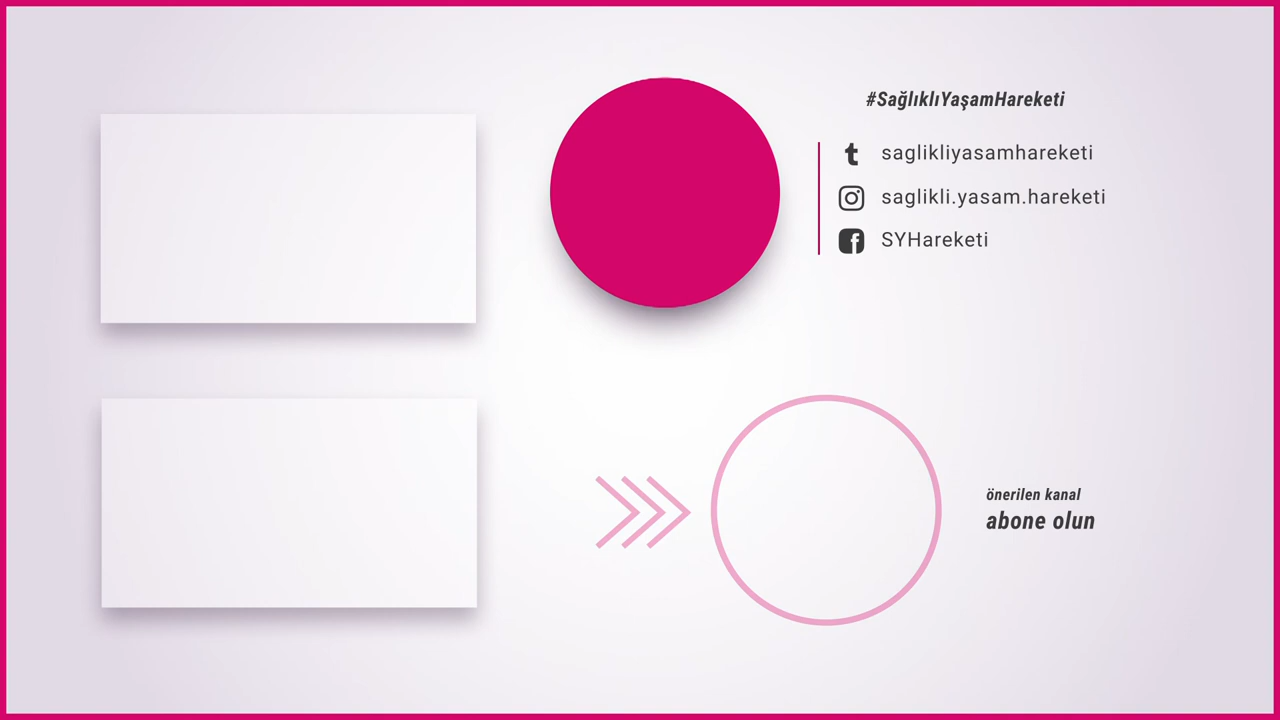 #SağlıklıYaşamHareketi
saglikliyasamhareketi
saglikli.yasam.hareketi
SYHareketi
önerilen kanal
abone olun